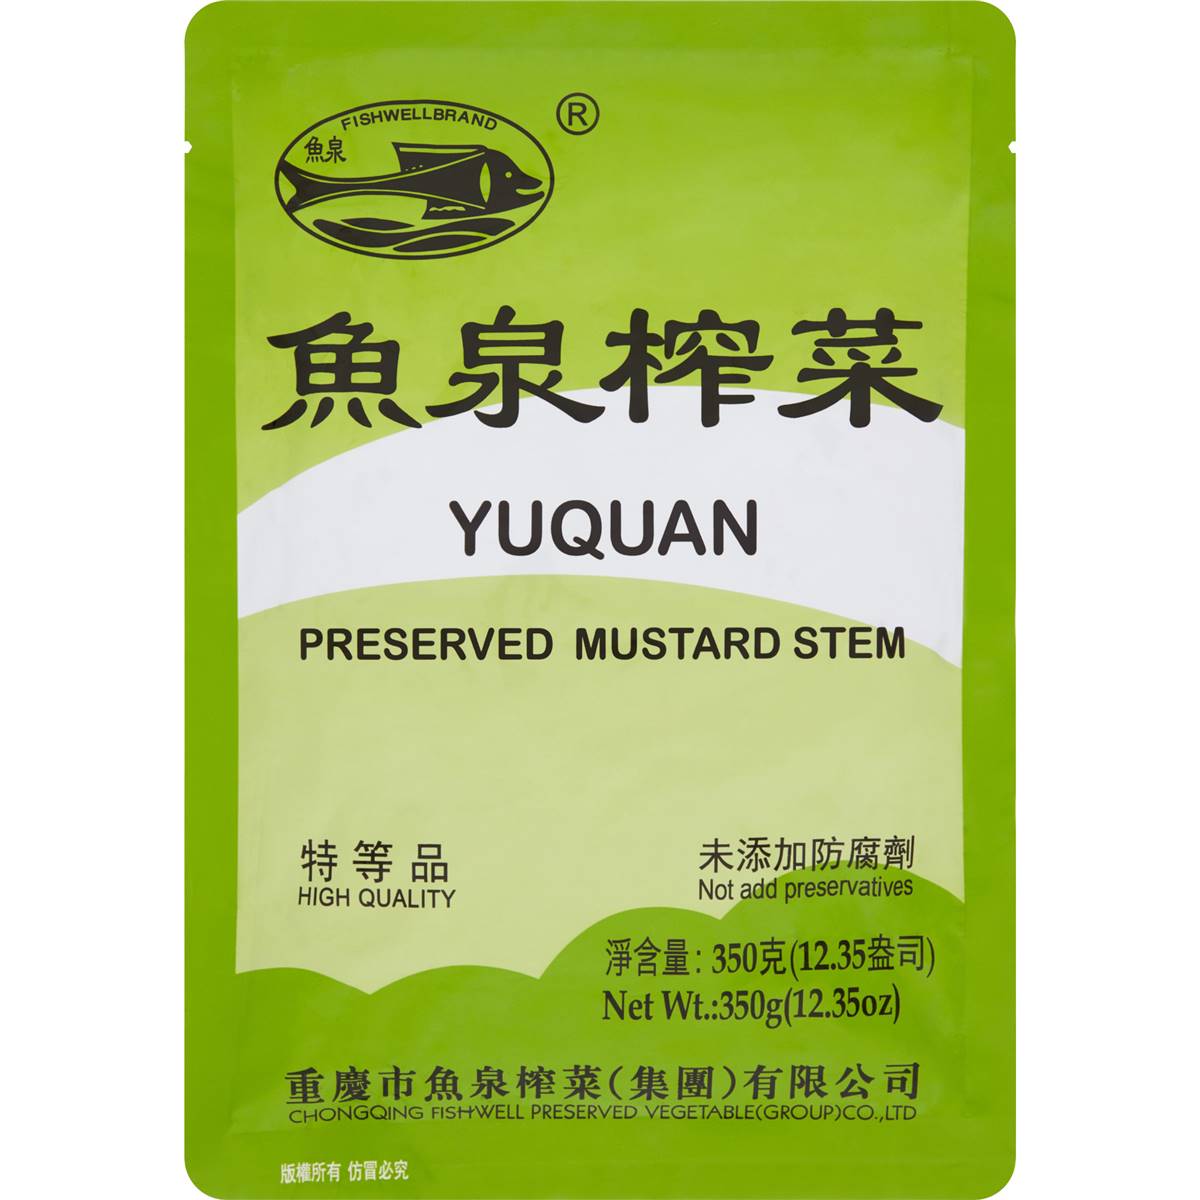 FISHWELLBRAND
®
魚泉
魚泉榨菜
YUQUAN
PRESERVED MUSTARD STEM
特等品
HIGH QUALITY
未添加防腐劑
Not add preservatives
淨含量: 350克(12.35盎司)
Net Wt.:350g(12.35oz)
重慶市魚泉榨菜(集團)有限公司
CHONGQING FISHWELL PRESERVED VEGETABLE(GROUP)CO.,LTD
版權所有 仿冒必究